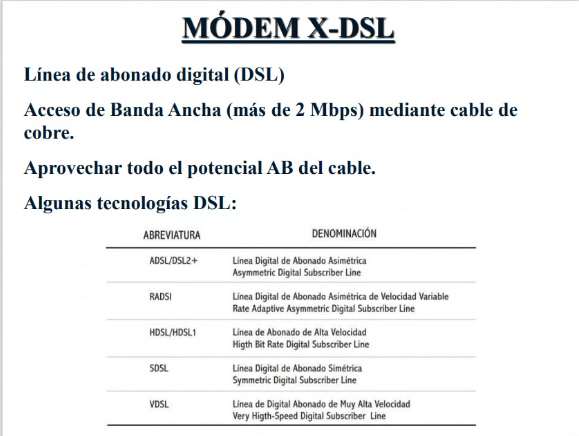 MÓDEM X-DSL
Línea de abonado digital (DSL)
Acceso de Banda Ancha (más de 2 Mbps) mediante cable de
cobre.
Aprovechar todo el potencial AB del cable.
Algunas tecnologías DSL:
ABREVIATURA DENOMINACIÓN
ADSL/DSL2+ Línea Digital de Abonado Asimétrica
Asymmetric Digital Subscriber Line
RADSI Línea Digital de Abonado Asimétrica de Velocidad Variable
Rate Adaptive Asymmetric Digital Subscriber Line
HDSL/HDSL1 Línea de Abonado de Alta Velocidad
Higth Bit Rate Digital Subscriber Line
SDSL Línea Digital de Abonado Simétrica
Symmetric Digital Subscriber Line
VDSL Línea de Digital Abonado de Muy Alta Velocidad
Very Higth-Speed Digital Subscriber Line